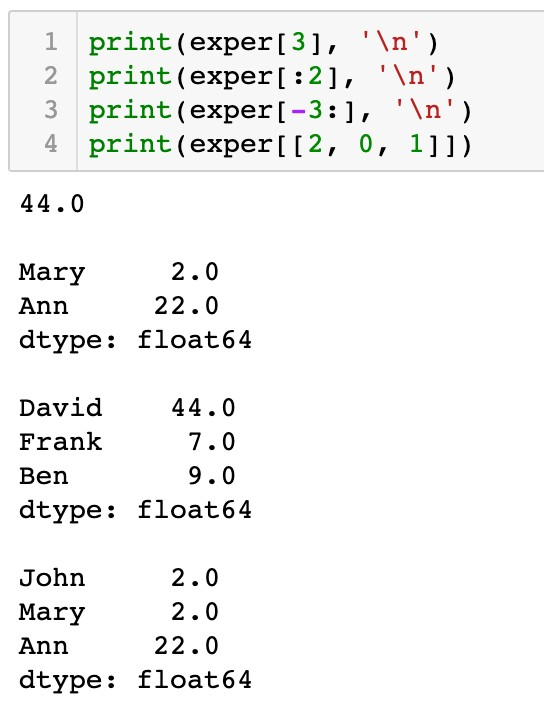 1 print(exper[3], '\n')
2 print(exper[:2], '\n')
3 print(exper[-3:], '\n')
4 print(exper[[2, 0, 1]])
44.0
Mary 2.0
Ann 22.0
dtype: float64
David 44.0
Frank 7.0
Ben 9.0
dtype: float64
John 2.0
Mary 2.0
Ann 22.0
dtype: float64